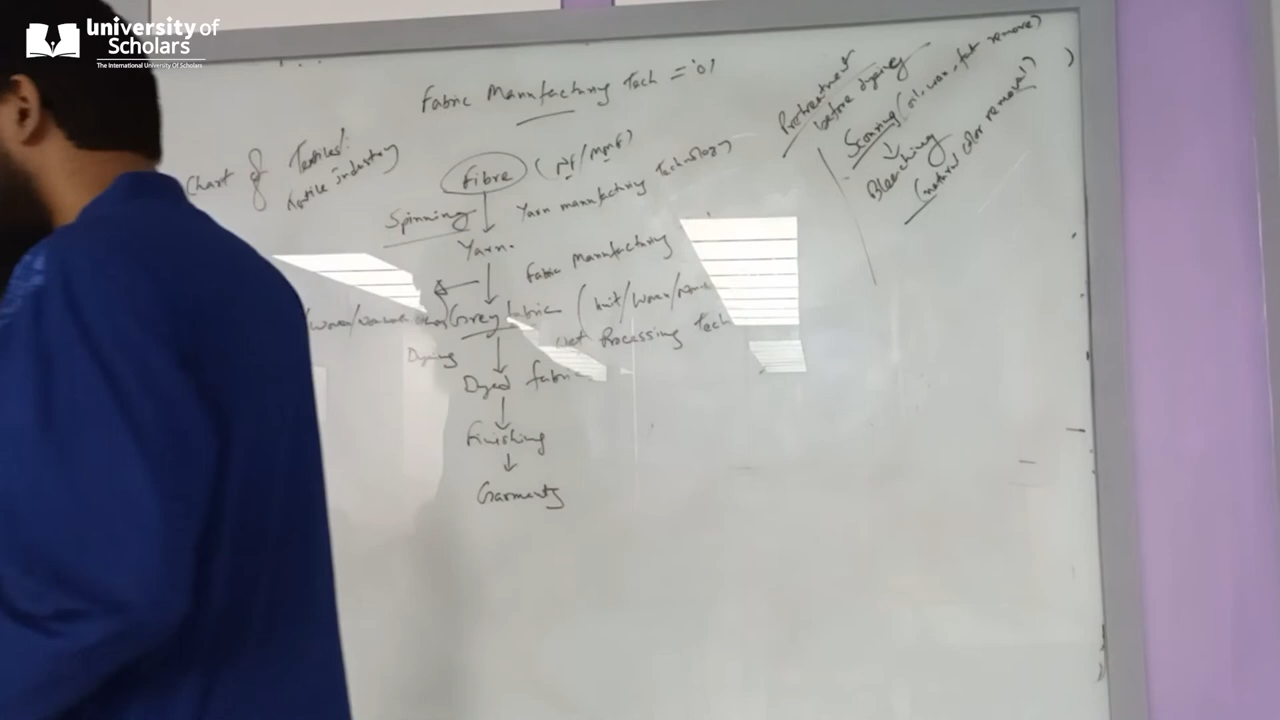 University of
Scholars
The International University Of Scholars
Fabric Manufacturing Tech = 01
Chart of Textiles:
Textile industry
Fibre (NF/MMF)
Spinning
Yarn manufacturing Technology
Yarn.
Fabric Manufacturing
Grey fabric (knit/Woven/
Wet Processing Tech
Dyeing
Dyed fabric
Finishing
Garments
Pretreatment
before dyeing
Scouring (oil, wax, fat remove)
Bleaching
(natural color removal)